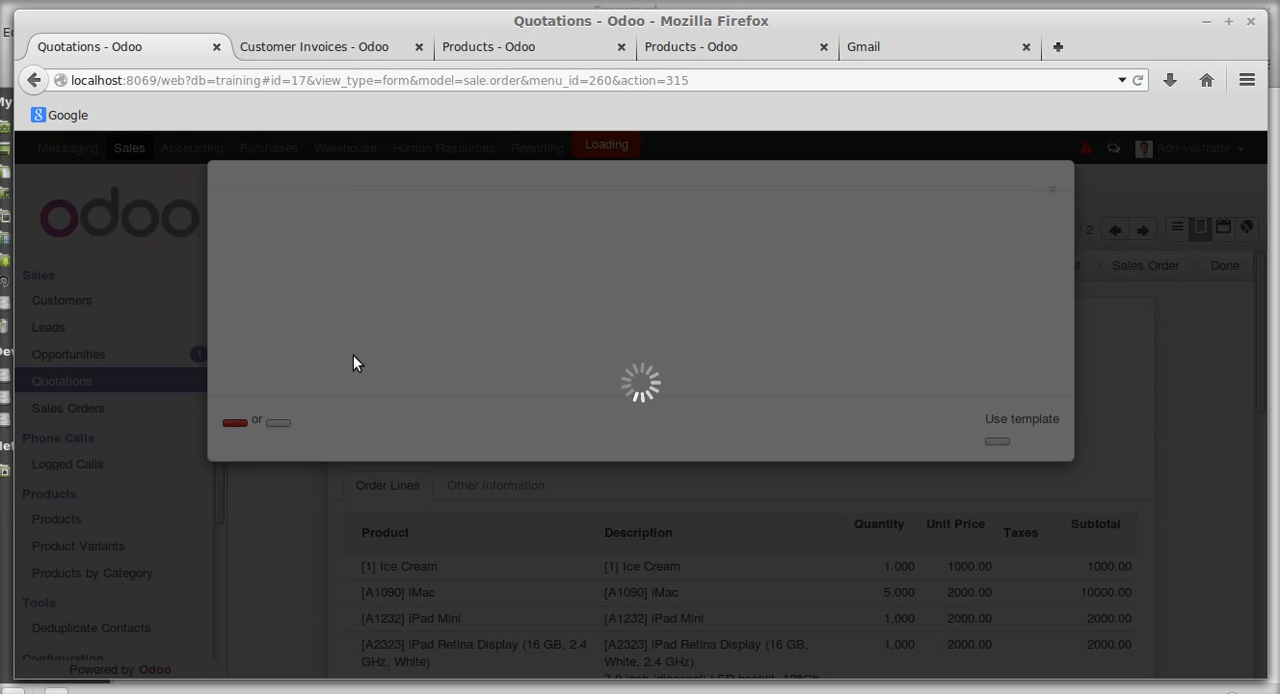 Quotations - Odoo - Mozilla Firefox
Quotations - Odoo
Customer Invoices - Odoo
Products - Odoo
Products - Odoo
Gmail
localhost:8069/web?db=training#id=17&view_type=form&model=sale.order&menu_id=260&action=315
Google
Messaging Sales Accounting Purchases Warehouse Human Resources Reporting Loading Administrator
odoo
/ 2
Sales Order Done
Sales
Customers
Leads
Opportunities 1
Quotations
Sales Orders
Phone Calls
Logged Calls
Products
Products
Product Variants
Products by Category
Tools
Deduplicate Contacts
Configuration
Powered by Odoo
or
Use template
Order Lines Other Information
Product Description Quantity Unit Price Taxes Subtotal
[1] Ice Cream [1] Ice Cream 1.000 1000.00 1000.00
[A1090] iMac [A1090] iMac 5.000 2000.00 10000.00
[A1232] iPad Mini [A1232] iPad Mini 1.000 2000.00 2000.00
[A2323] iPad Retina Display (16 GB, 2.4 [A2323] iPad Retina Display (16 GB, 1.000 2000.00 2000.00
GHz, White) White, 2.4 GHz)